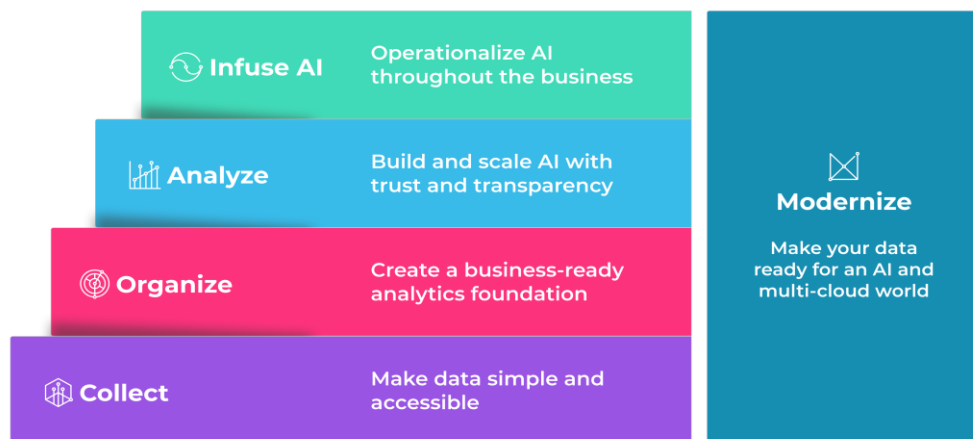 Infuse AI
Operationalize AI
throughout the business
Analyze
Build and scale AI with
trust and transparency
Organize
Create a business-ready
analytics foundation
Collect
Make data simple and
accessible
Modernize
Make your data
ready for an AI and
multi-cloud world